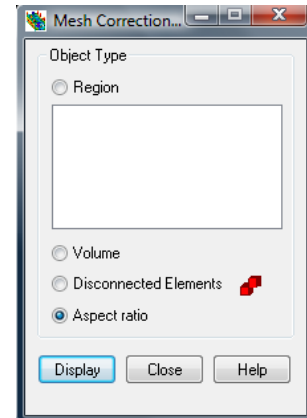 Mesh Correction...
Object Type
Region
Volume
Disconnected Elements
Aspect ratio
Display Close Help